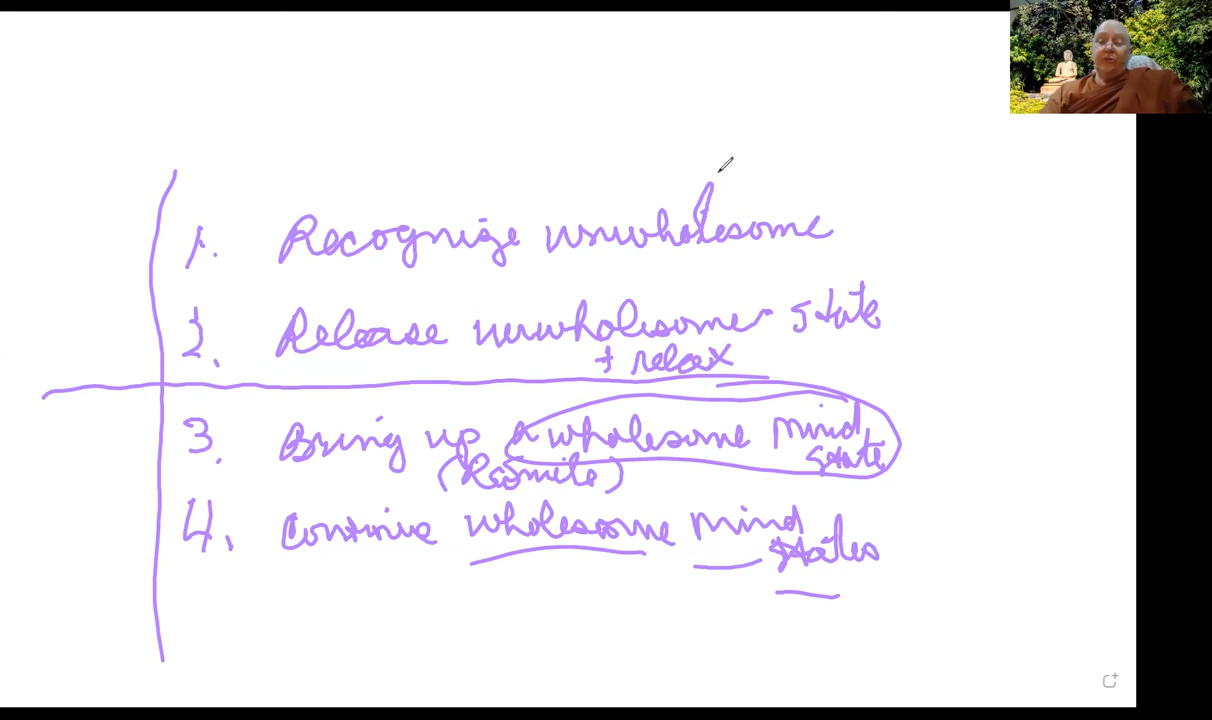 1. Recognize unwholesome
2. Release unwholesome state
+ relax
3. Bring up a wholesome mind state
(Resmile)
4. Continue wholesome mind states